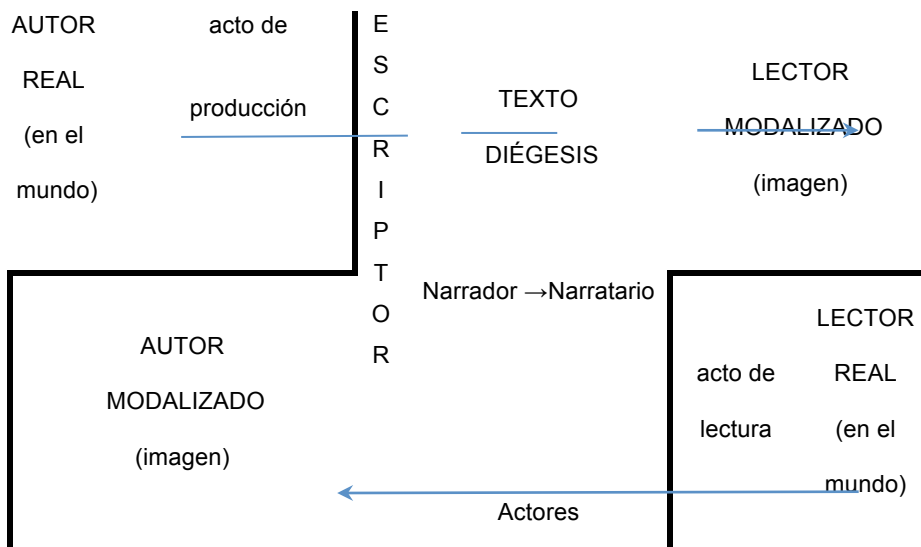 AUTOR
REAL
(en el
mundo)
acto de
producción
E
S
C
R
I
P
T
O
R
TEXTO
DIÉGESIS
LECTOR
MODALIZADO
(imagen)
Narrador →Narratario
AUTOR
MODALIZADO
(imagen)
acto de
lectura
LECTOR
REAL
(en el
mundo)
Actores